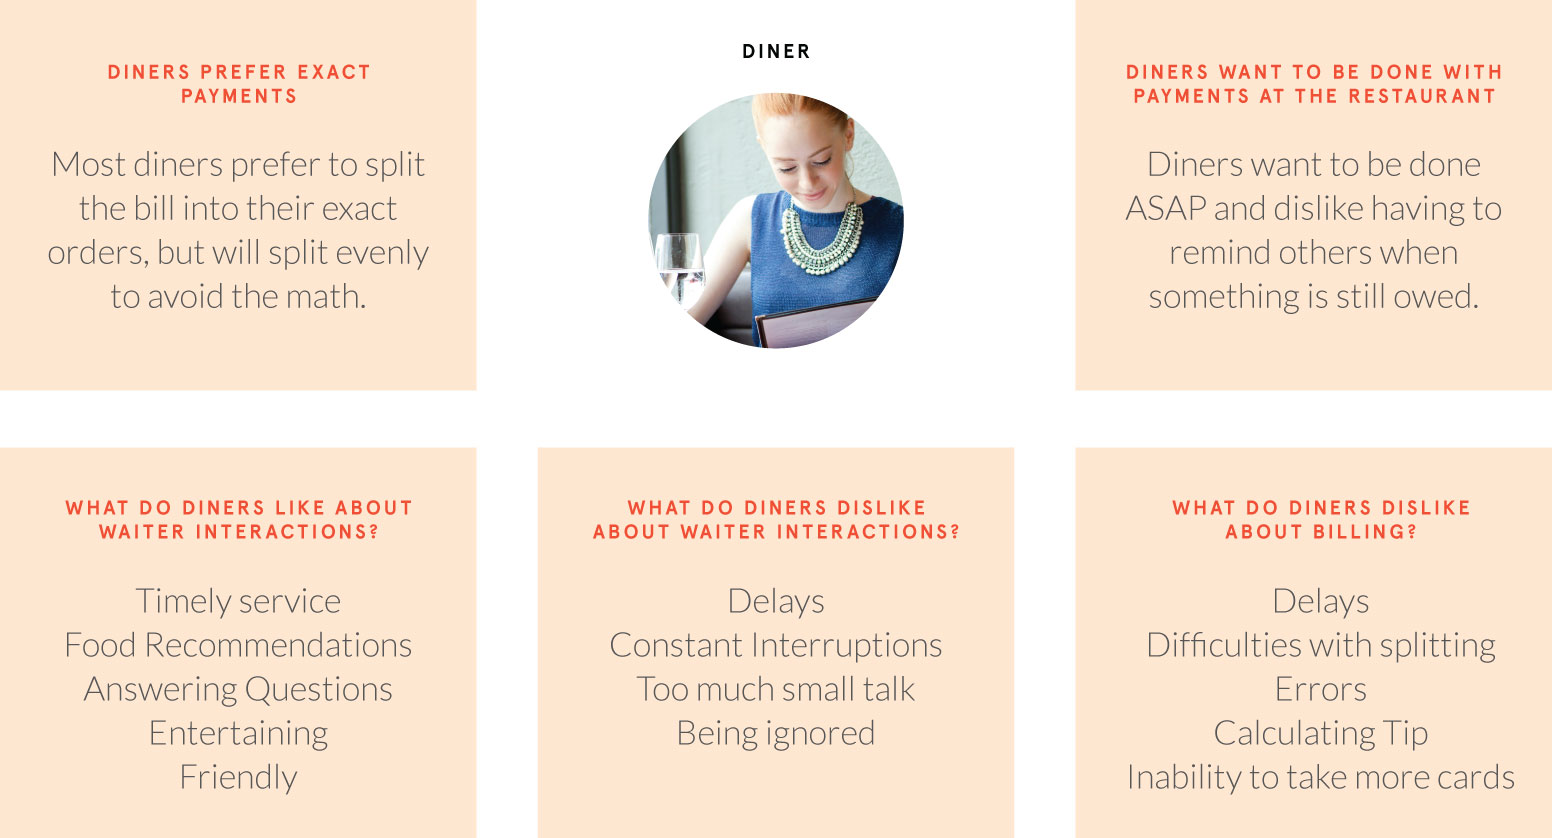 DINERS PREFER EXACT
PAYMENTS
Most diners prefer to split
the bill into their exact
orders, but will split evenly
to avoid the math.
DINER
DINERS WANT TO BE DONE WITH
PAYMENTS AT THE RESTAURANT
Diners want to be done
ASAP and dislike having to
remind others when
something is still owed.
WHAT DO DINERS LIKE ABOUT
WAITER INTERACTIONS?
Timely service
Food Recommendations
Answering Questions
Entertaining
Friendly
WHAT DO DINERS DISLIKE
ABOUT WAITER INTERACTIONS?
Delays
Constant Interruptions
Too much small talk
Being ignored
WHAT DO DINERS DISLIKE
ABOUT BILLING?
Delays
Difficulties with splitting
Errors
Calculating Tip
Inability to take more cards